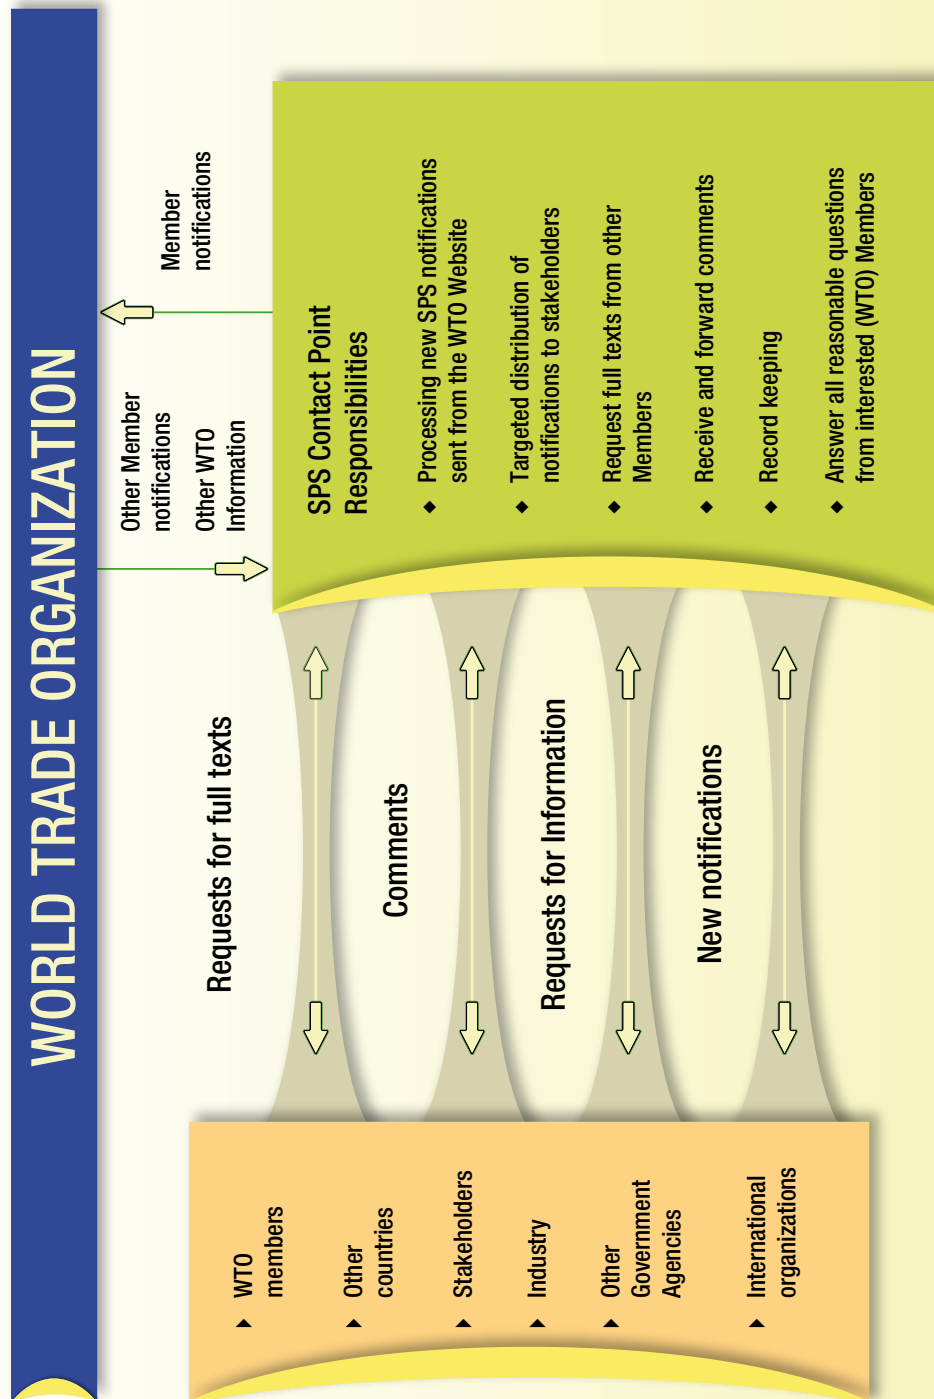 WORLD TRADE ORGANIZATION
Other Member
notifications
Other WTO
Information
Member
notifications
WTO
members
Other
countries
Stakeholders
Industry
Other
Government
Agencies
International
organizations
Requests for full texts
Comments
Requests for Information
New notifications
SPS Contact Point
Responsibilities
Processing new SPS notifications
sent from the WTO Website
Targeted distribution of
notifications to stakeholders
Request full texts from other
Members
Receive and forward comments
Record keeping
Answer all reasonable questions
from interested (WTO) Members